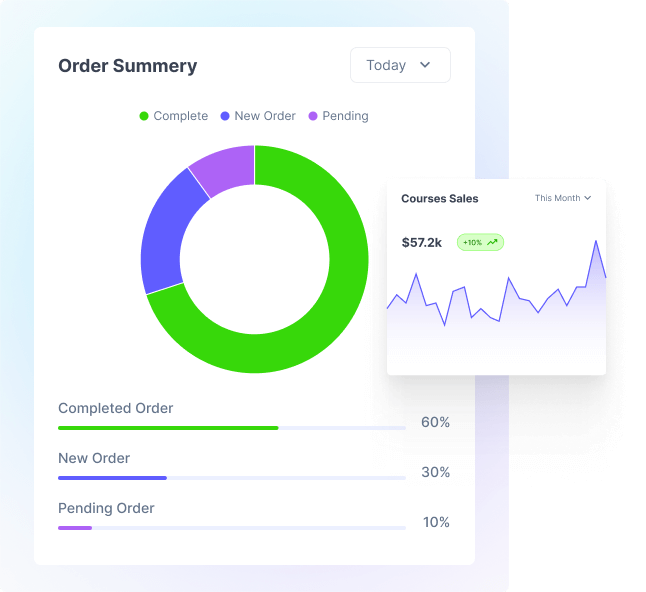 Order Summery
Today
Complete New Order Pending
Courses Sales
This Month
$57.2k
+10%
Completed Order
60%
New Order
30%
Pending Order
10%